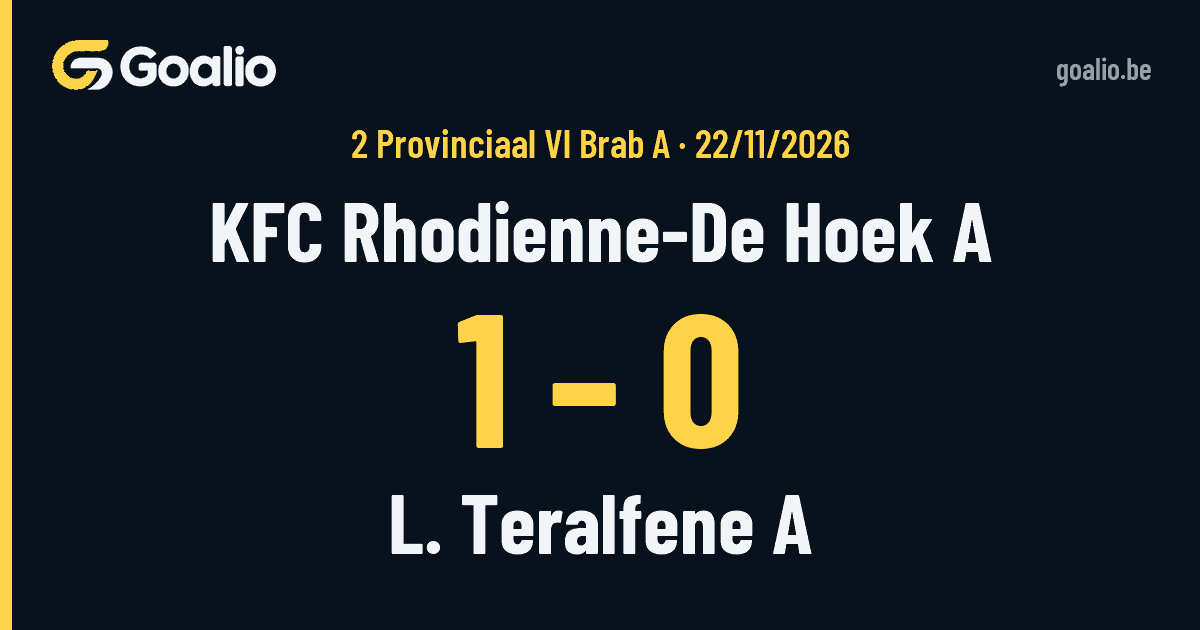 Goalio
goalio.be
2 Provinciaal Vl Brab A · 22/11/2026
KFC Rhodienne-De Hoek A
1 – 0
L. Teralfene A